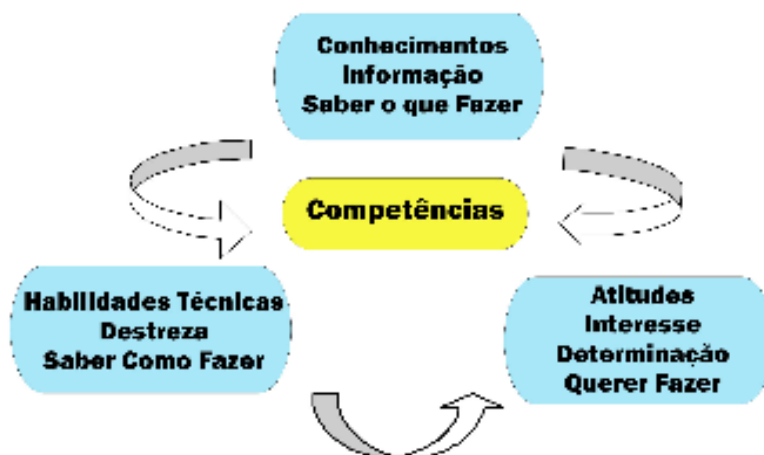 Conhecimentos
Informação
Saber o que Fazer
Competências
Habilidades Técnicas
Destreza
Saber Como Fazer
Atitudes
Interesse
Determinação
Querer Fazer